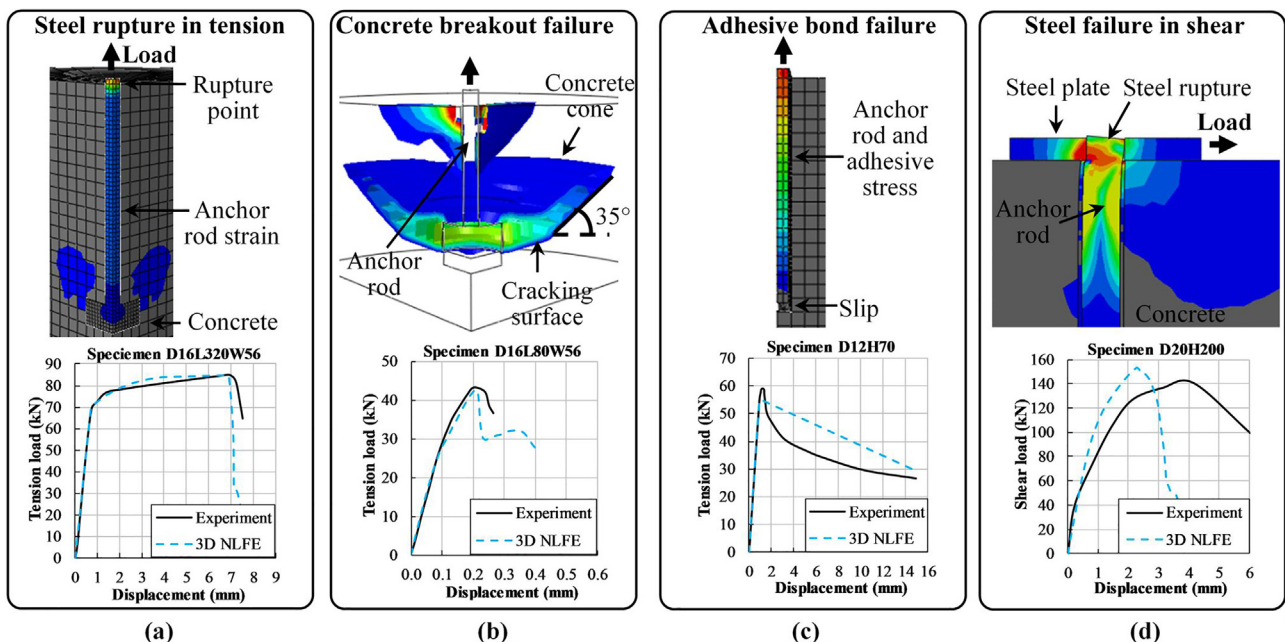 Steel rupture in tension
Load
Rupture
point
Anchor
rod strain
Concrete
Speciemen D16L320W56
Tension load (kN)
90
80
70
60
50
40
30
20
10
0
Experiment
3D NLFE
0 1 2 3 4 5 6 7 8 9
Displacement (mm)
(a)
Concrete breakout failure
Concrete
cone
35°
Anchor
rod
Cracking
surface
Specimen D16L80W56
Tension load (kN)
50
40
30
20
10
0
Experiment
3D NLFE
0.0 0.1 0.2 0.3 0.4 0.5 0.6
Displacement (mm)
(b)
Adhesive bond failure
Anchor
rod and
adhesive
stress
Slip
Specimen D12H70
Tension load (kN)
70
60
50
40
30
20
10
0
Experiment
3D NLFE
0 2 4 6 8 10 12 14 16
Displacement (mm)
(c)
Steel failure in shear
Steel plate
Steel rupture
Load
Anchor
rod
Concrete
Specimen D20H200
Shear load (kN)
160
140
120
100
80
60
40
20
0
Experiment
3D NLFE
0 1 2 3 4 5 6
Displacement (mm)
(d)